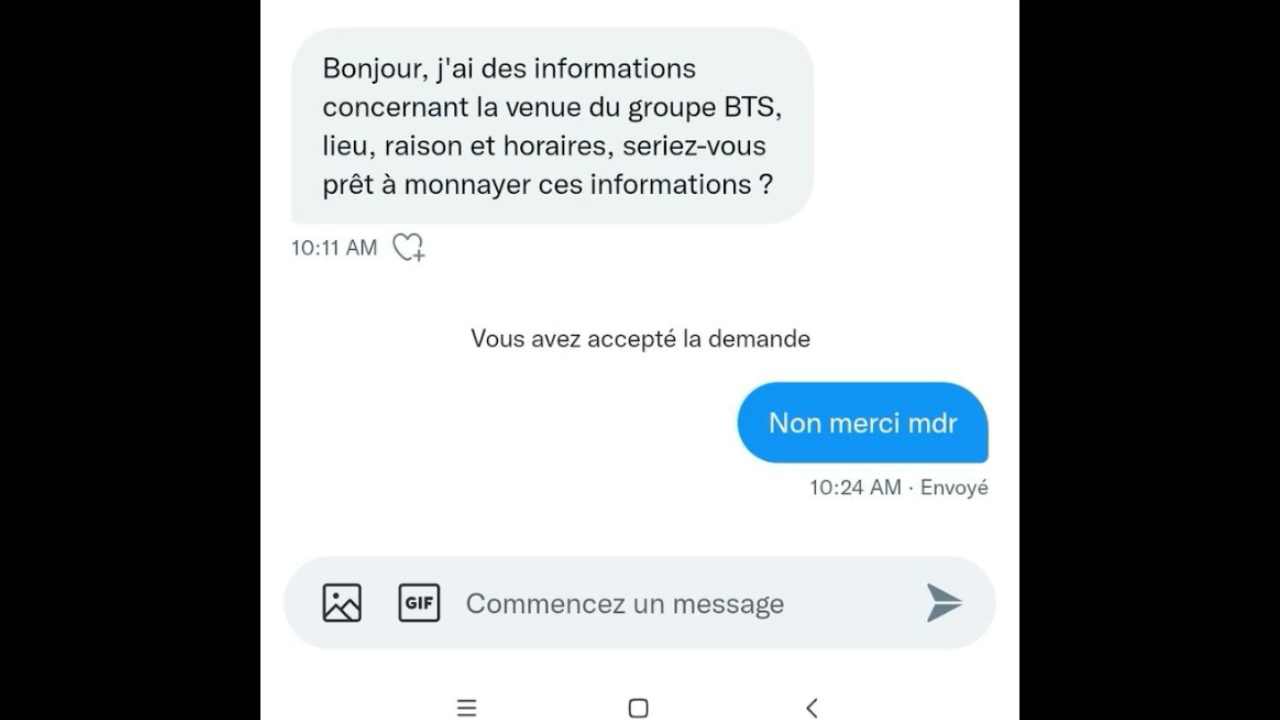 Bonjour, j'ai des informations
concernant la venue du groupe BTS,
lieu, raison et horaires, seriez-vous
prêt à monnayer ces informations ?
10:11 AM
Vous avez accepté la demande
Non merci mdr
10:24 AM · Envoyé
GIF Commencez un message